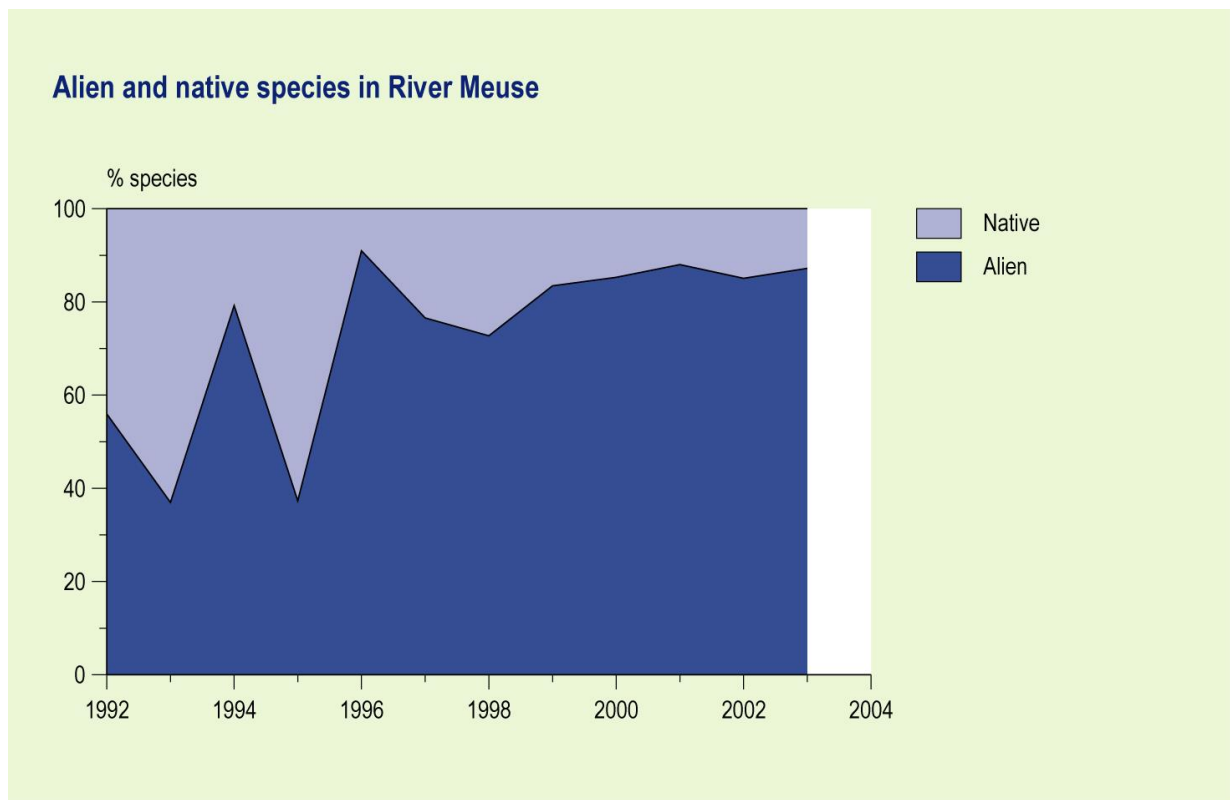 Alien and native species in River Meuse
% species
100
80
60
40
20
0
1992 1994 1996 1998 2000 2002 2004
Native
Alien